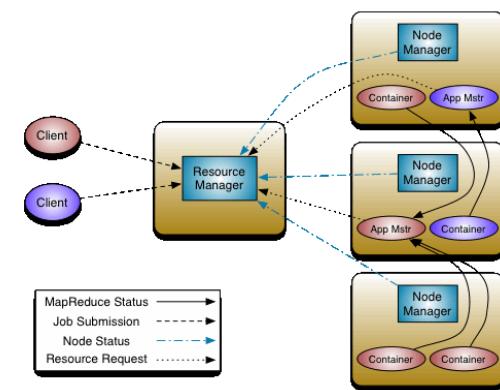 Node
Manager
Container
App Mstr
Client
Resource
Manager
Client
Node
Manager
App Mstr
Container
Node
Manager
Container
Container
MapReduce Status
Job Submission
Node Status
Resource Request